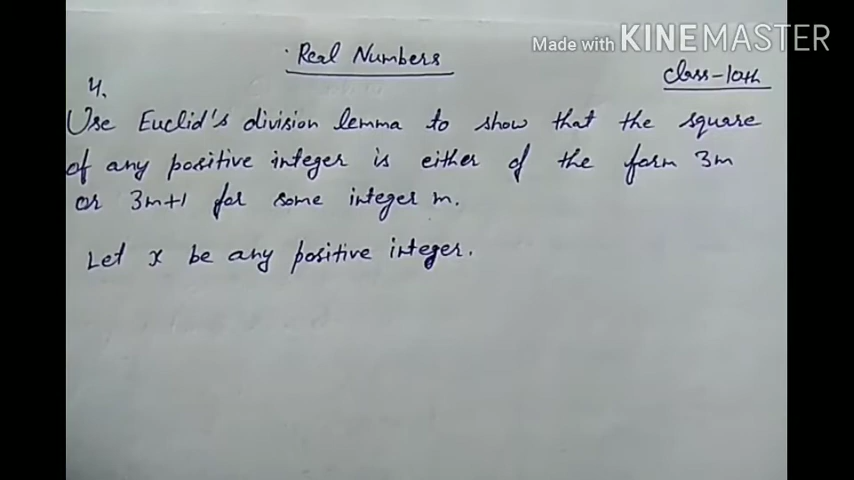 Made with KINEMASTER
Real Numbers
Class-10th
4.
Use Euclid's division lemma to show that the square
of any positive integer is either of the form 3m
or 3m+1 for some integer m.
Let x be any positive integer.